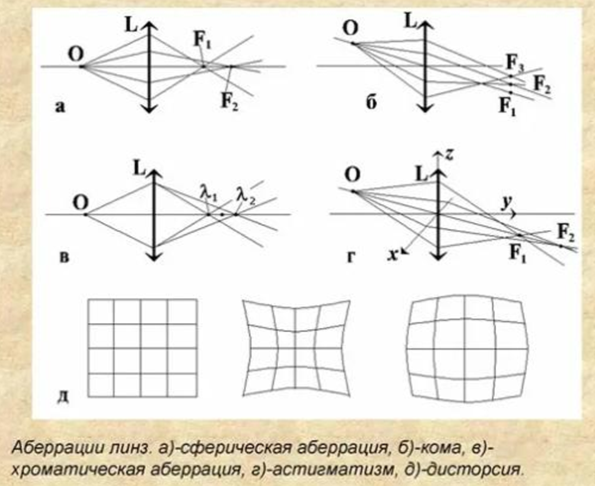 O L F₁ F₂
а
O L F₃ F₂ F₁
б
O L λ₁ λ₂
в
O L z y x F₁ F₂
г
д
Аберрации линз. а)-сферическая аберрация, б)-кома, в)-
хроматическая аберрация, г)-астигматизм, д)-дисторсия.